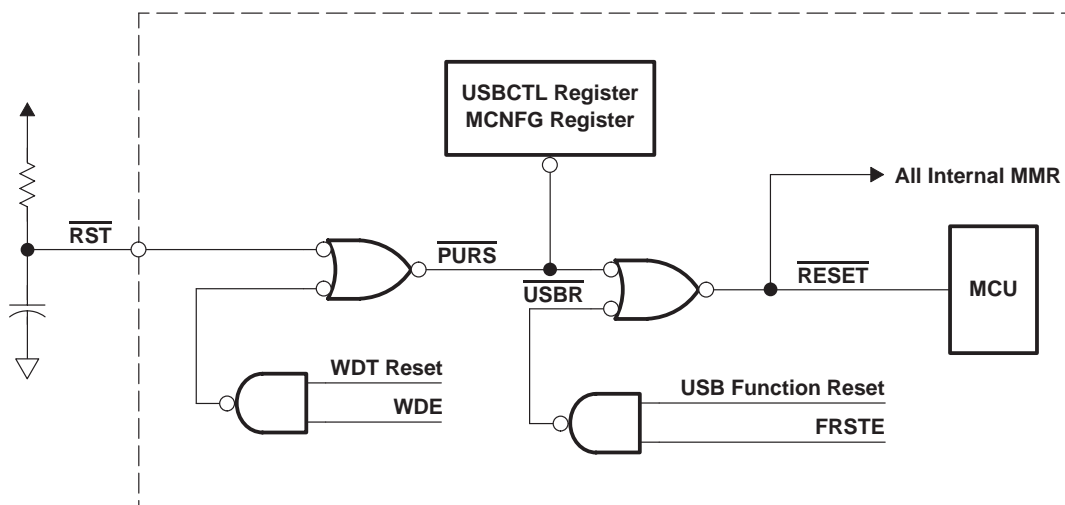 USBCTL Register
MCNFG Register
All Internal MMR
RST
PURS
USBR
RESET
MCU
WDT Reset
WDE
USB Function Reset
FRSTE